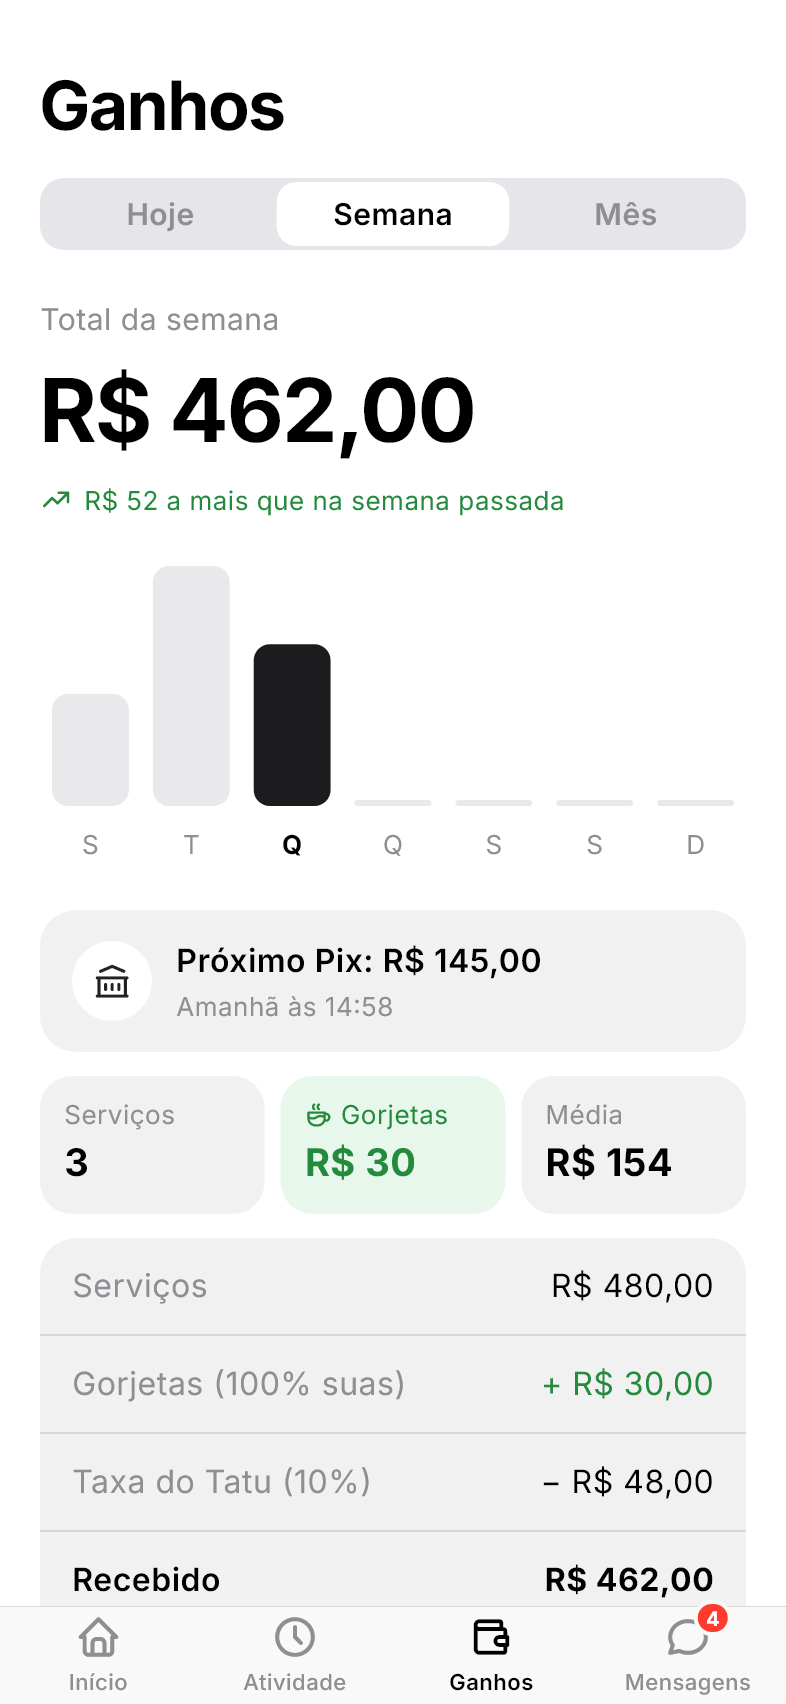 Ganhos
Hoje Semana Mês
Total da semana
R$ 462,00
R$ 52 a mais que na semana passada
S T Q Q S S D
Próximo Pix: R$ 145,00
Amanhã às 14:58
Serviços
3
Gorjetas
R$ 30
Média
R$ 154
Serviços R$ 480,00
Gorjetas (100% suas) + R$ 30,00
Taxa do Tatu (10%) – R$ 48,00
Recebido R$ 462,00
4
Início Atividade Ganhos Mensagens